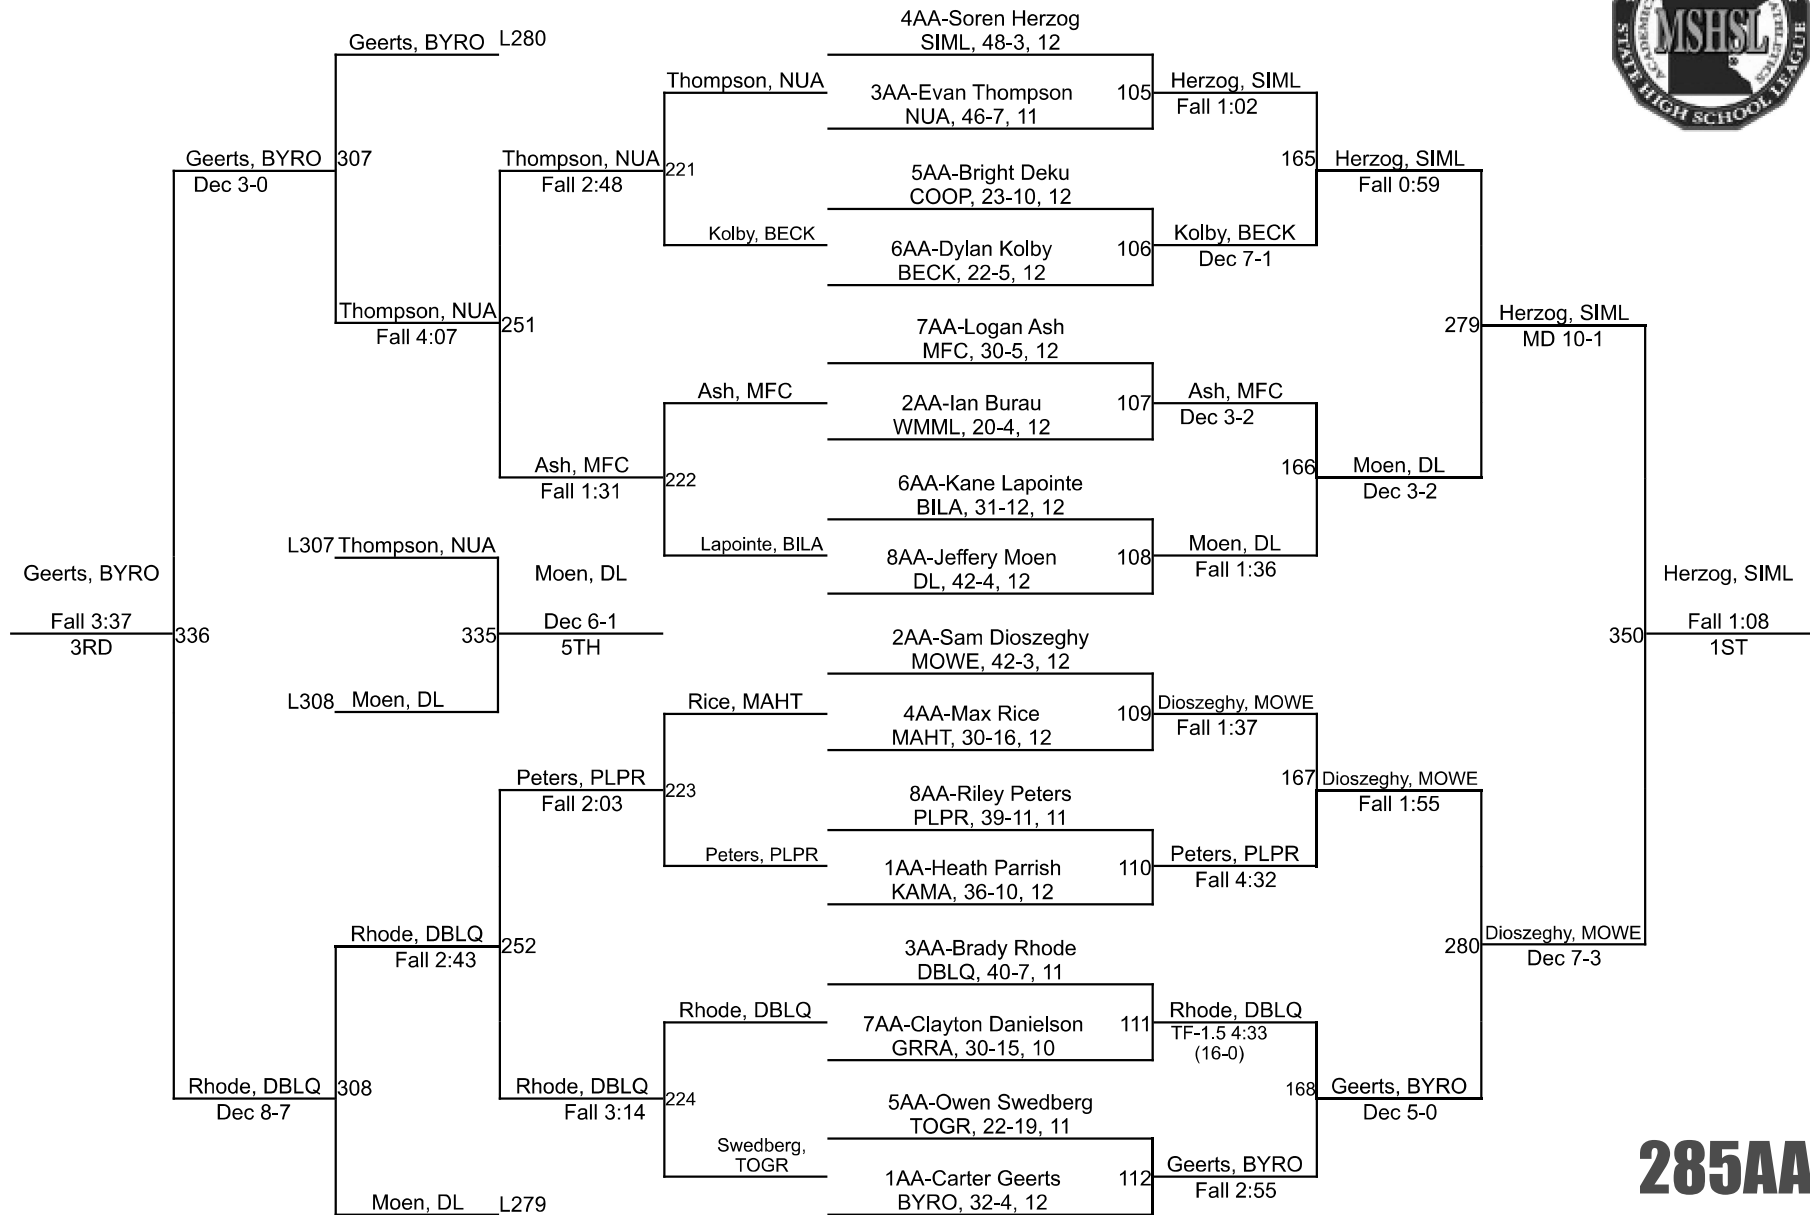 4AA-Soren Herzog
SIML, 48-3, 12
3AA-Evan Thompson
NUA, 46-7, 11
105
5AA-Bright Deku
COOP, 23-10, 12
6AA-Dylan Kolby
BECK, 22-5, 12
106
7AA-Logan Ash
MFC, 30-5, 12
2AA-Ian Burau
WMML, 20-4, 12
107
6AA-Kane Lapointe
BILA, 31-12, 12
8AA-Jeffery Moen
DL, 42-4, 12
108
2AA-Sam Dioszeghy
MOWE, 42-3, 12
4AA-Max Rice
MAHT, 30-16, 12
109
8AA-Riley Peters
PLPR, 39-11, 11
1AA-Heath Parrish
KAMA, 36-10, 12
110
3AA-Brady Rhode
DBLQ, 40-7, 11
7AA-Clayton Danielson
GRRA, 30-15, 10
111
5AA-Owen Swedberg
TOGR, 22-19, 11
1AA-Carter Geerts
BYRO, 32-4, 12
112
Herzog, SIML
Fall 1:02
165
Kolby, BECK
Dec 7-1
Ash, MFC
Dec 3-2
166
Moen, DL
Fall 1:36
Dioszeghy, MOWE
Fall 1:37
167
Peters, PLPR
Fall 4:32
Rhode, DBLQ
TF-1.5 4:33
(16-0)
168
Geerts, BYRO
Fall 2:55
Herzog, SIML
Fall 0:59
279
Moen, DL
Dec 3-2
Dioszeghy, MOWE
Fall 1:55
280
Geerts, BYRO
Dec 5-0
Herzog, SIML
MD 10-1
350
Dioszeghy, MOWE
Dec 7-3
Herzog, SIML
Fall 1:08
1ST
Thompson, NUA
221
Kolby, BECK
Ash, MFC
222
Lapointe, BILA
Rice, MAHT
223
Peters, PLPR
Rhode, DBLQ
224
Swedberg,
TOGR
Thompson, NUA
Fall 2:48
251
Ash, MFC
Fall 1:31
Peters, PLPR
Fall 2:03
252
Rhode, DBLQ
Fall 3:14
Geerts, BYRO L280
307
Thompson, NUA
Fall 4:07
Rhode, DBLQ
Fall 2:43
308
Moen, DL L279
Geerts, BYRO
Dec 3-0
336
Rhode, DBLQ
Dec 8-7
Geerts, BYRO
Fall 3:37
3RD
L307 Thompson, NUA
335
L308 Moen, DL
Moen, DL
Dec 6-1
5TH
ACADEMICS
ATHLETICS
MSHSL
STATE HIGH SCHOOL LEAGUE
285AA